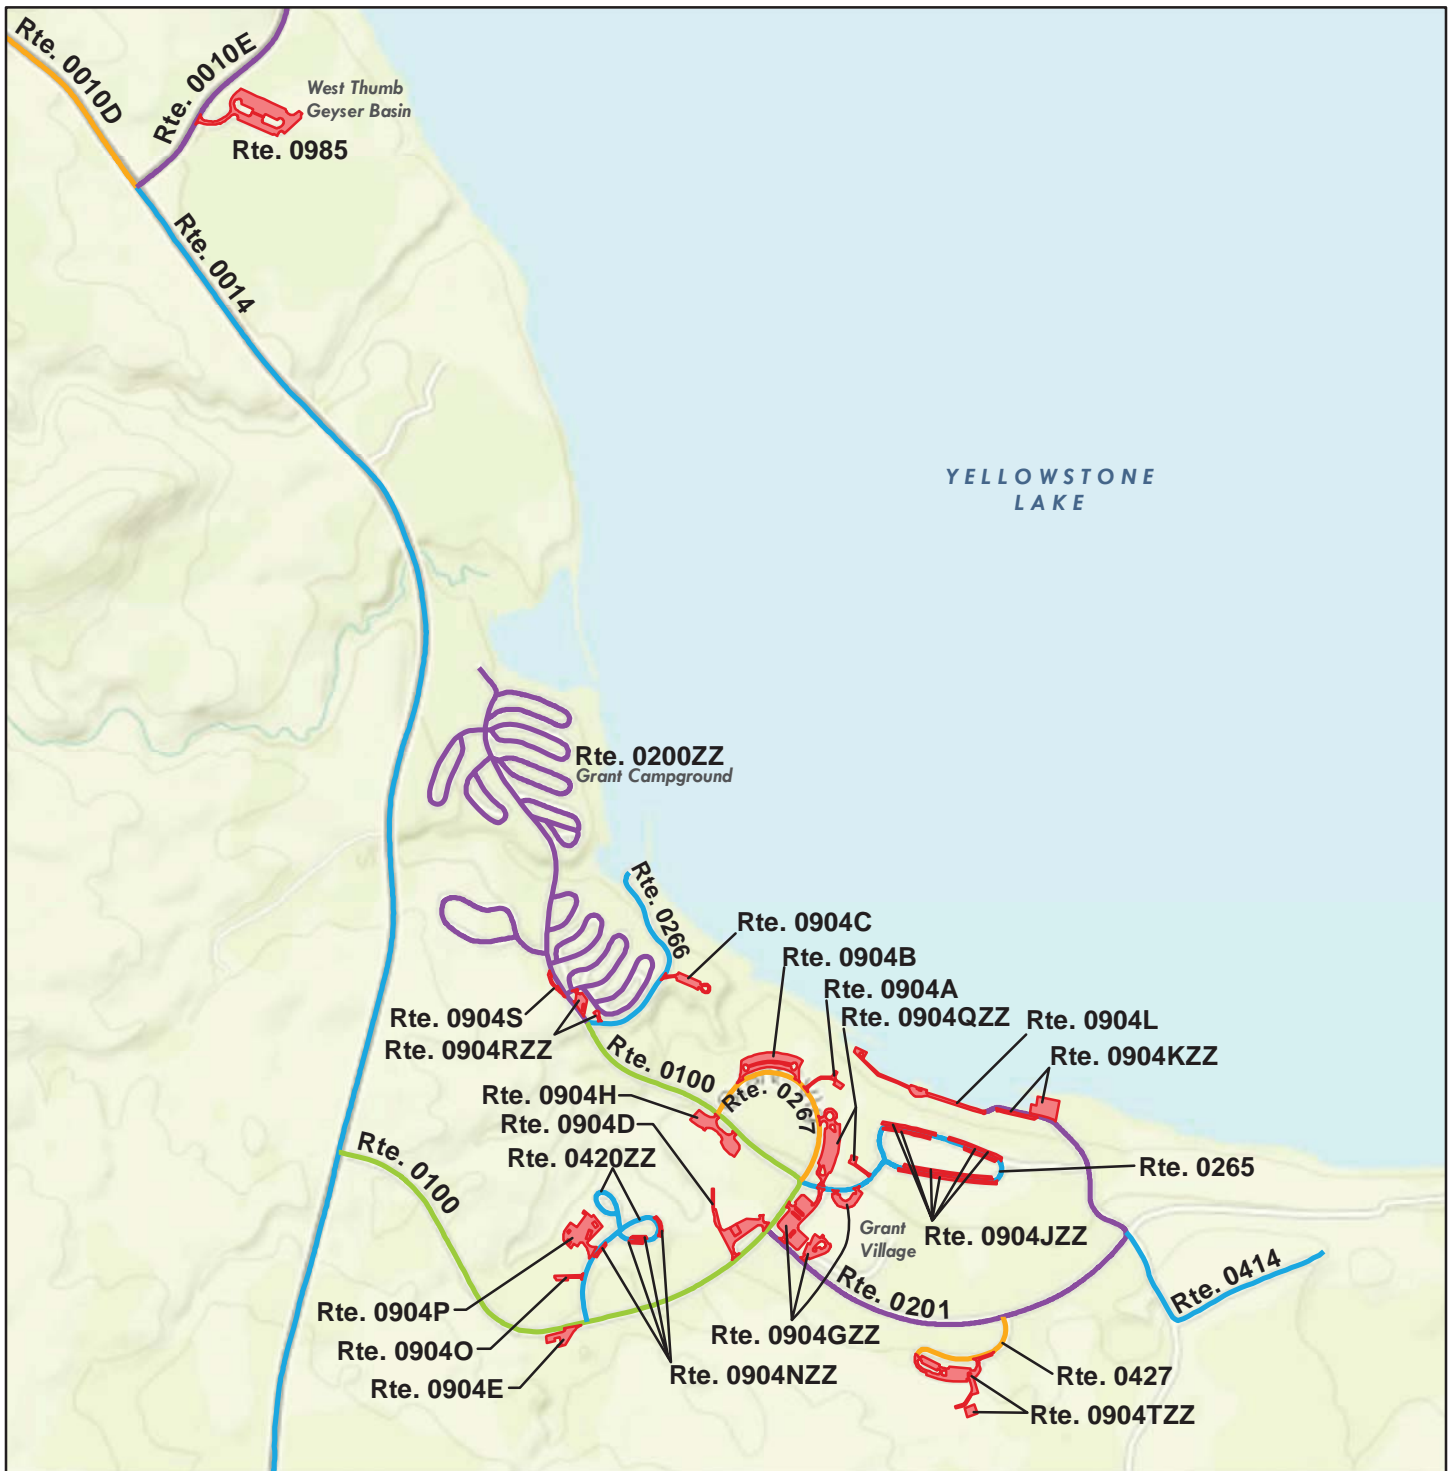 Rte. 0010D
Rte. 0010E
West Thumb
Geyser Basin
Rte. 0985
Rte. 0014
YELLOWSTONE
LAKE
Rte. 0200ZZ
Grant Campground
Rte. 0266
Rte. 0904C
Rte. 0904B
Rte. 0904A
Rte. 0904QZZ
Rte. 0904L
Rte. 0904S
Rte. 0904RZZ
Rte. 0904KZZ
Rte. 0100
Rte. 0267
Rte. 0904H
Rte. 0904D
Rte. 0420ZZ
Rte. 0100
Rte. 0265
Grant
Village
Rte. 0904JZZ
Rte. 0414
Rte. 0201
Rte. 0904P
Rte. 0904GZZ
Rte. 0904O
Rte. 0904NZZ
Rte. 0427
Rte. 0904E
Rte. 0904TZZ